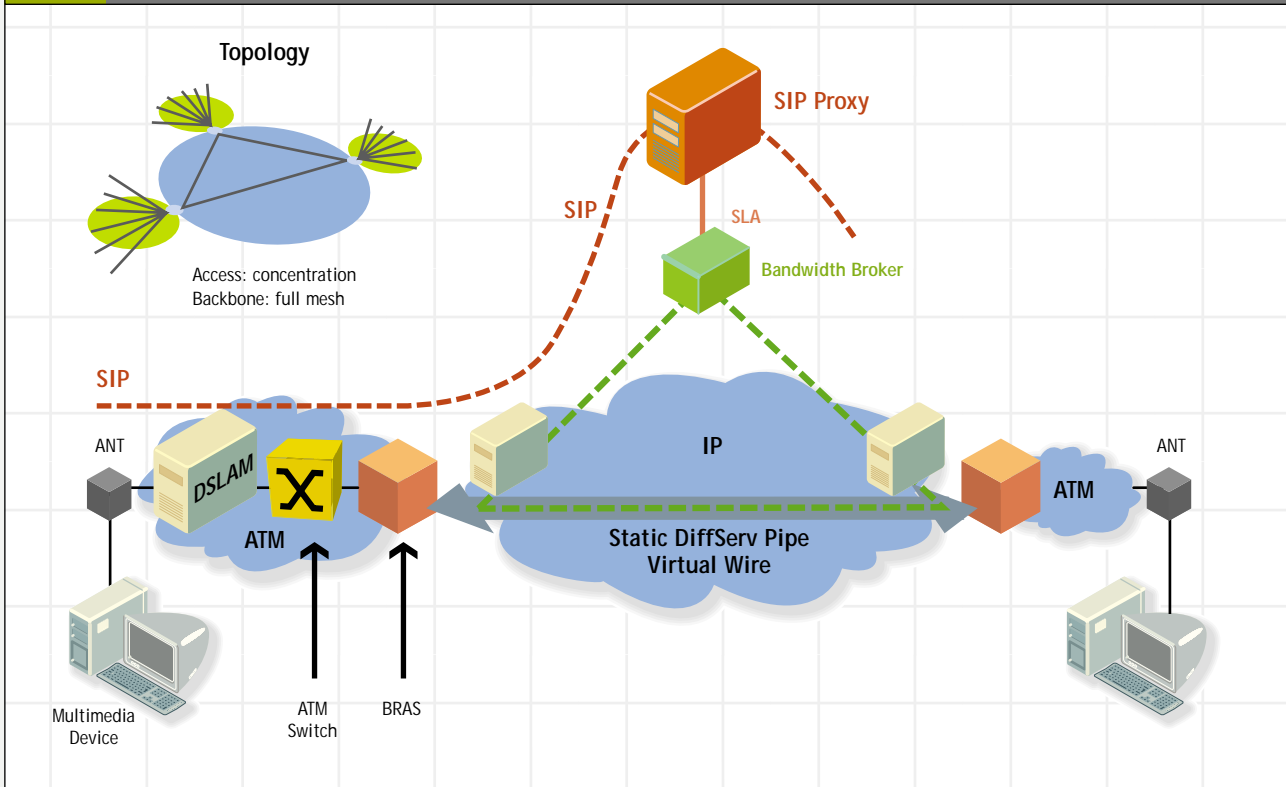 Topology
SIP Proxy
SIP
SLA
Bandwidth Broker
Access: concentration
Backbone: full mesh
SIP
ANT
DSLAM
ATM
IP
ATM
ANT
Static DiffServ Pipe
Virtual Wire
Multimedia
Device
ATM
Switch
BRAS